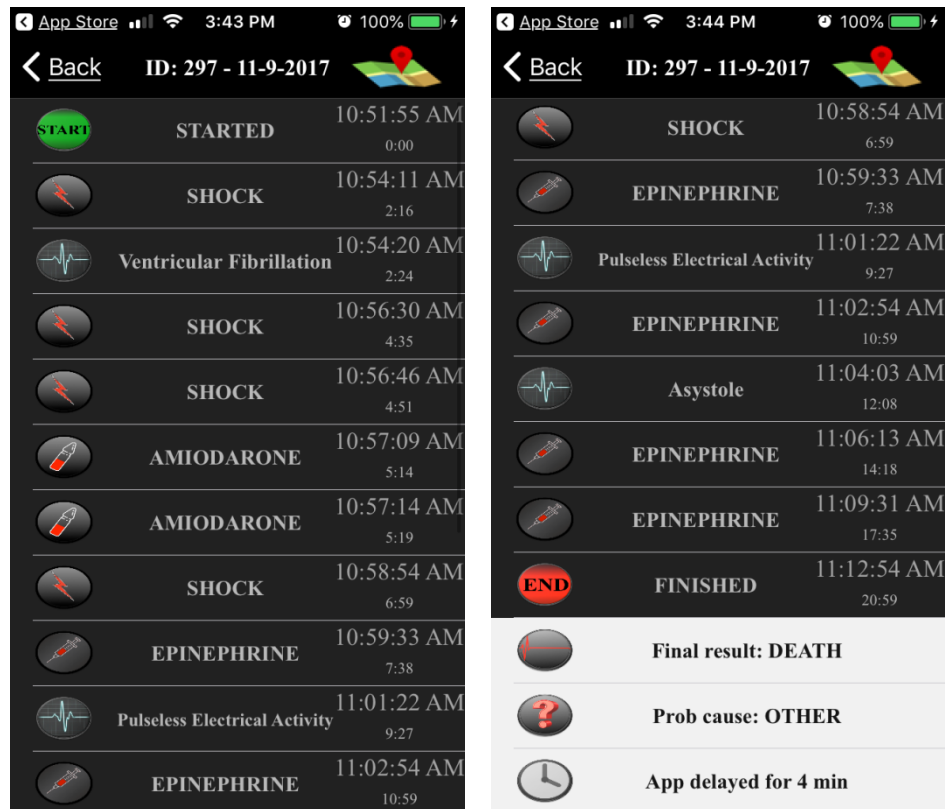 App Store 3:43 PM 100%
Back ID: 297 - 11-9-2017
START STARTED 10:51:55 AM
0:00
SHOCK 10:54:11 AM
2:16
Ventricular Fibrillation 10:54:20 AM
2:24
SHOCK 10:56:30 AM
4:35
SHOCK 10:56:46 AM
4:51
AMIODARONE 10:57:09 AM
5:14
AMIODARONE 10:57:14 AM
5:19
SHOCK 10:58:54 AM
6:59
EPINEPHRINE 10:59:33 AM
7:38
Pulseless Electrical Activity 11:01:22 AM
9:27
EPINEPHRINE 11:02:54 AM
10:59
App Store 3:44 PM 100%
Back ID: 297 - 11-9-2017
SHOCK 10:58:54 AM
6:59
EPINEPHRINE 10:59:33 AM
7:38
Pulseless Electrical Activity 11:01:22 AM
9:27
EPINEPHRINE 11:02:54 AM
10:59
Asystole 11:04:03 AM
12:08
EPINEPHRINE 11:06:13 AM
14:18
EPINEPHRINE 11:09:31 AM
17:35
END FINISHED 11:12:54 AM
20:59
Final result: DEATH
Prob cause: OTHER
App delayed for 4 min